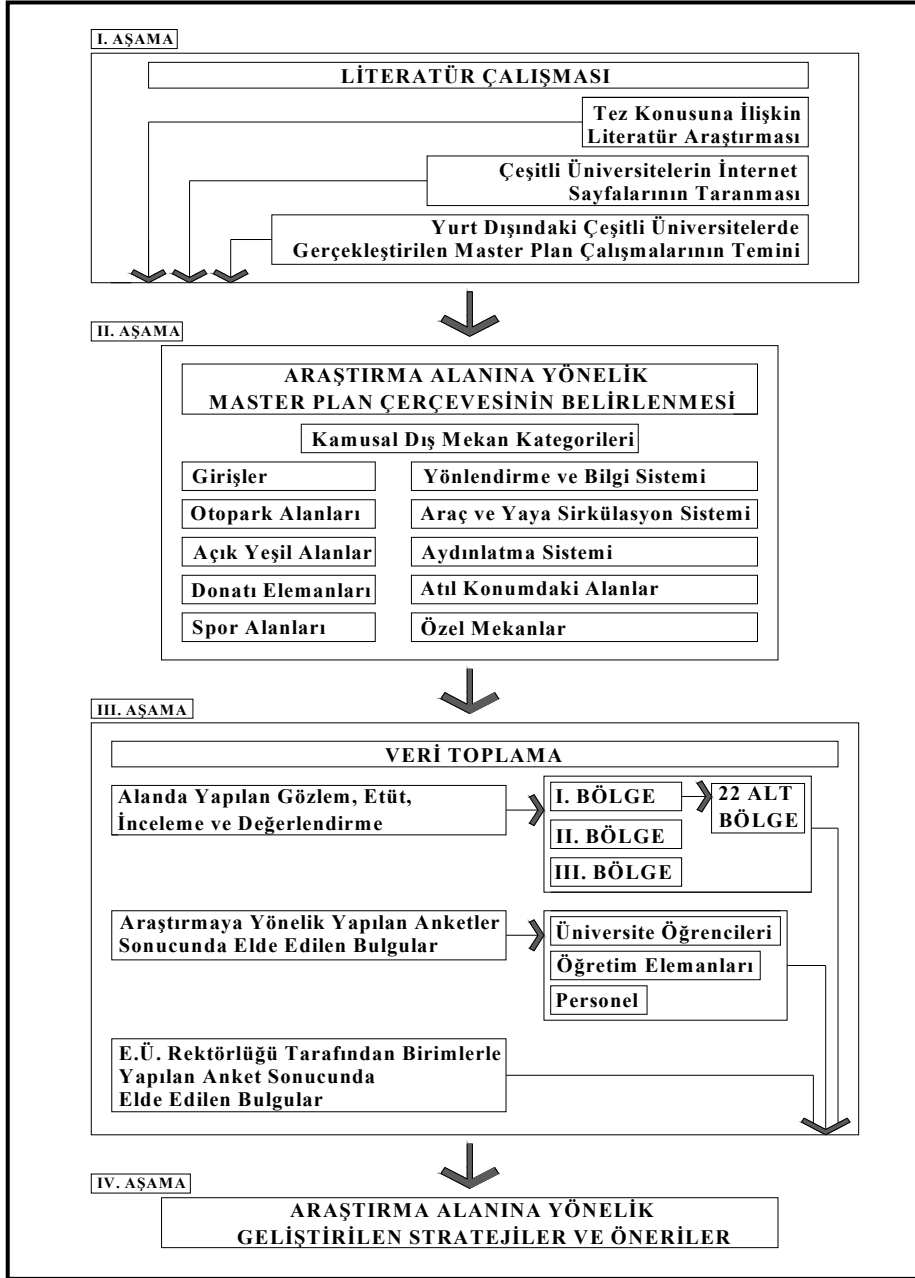 I. AŞAMA
LİTERATÜR ÇALIŞMASI
Tez Konusuna İlişkin
Literatür Araştırması
Çeşitli Üniversitelerin İnternet
Sayfalarının Taranması
Yurt Dışındaki Çeşitli Üniversitelerde
Gerçekleştirilen Master Plan Çalışmalarının Temini
II. AŞAMA
ARAŞTIRMA ALANINA YÖNELİK
MASTER PLAN ÇERÇEVESİNİN BELİRLENMESİ
Kamusal Dış Mekan Kategorileri
Girişler
Otopark Alanları
Açık Yeşil Alanlar
Donatı Elemanları
Spor Alanları
Yönlendirme ve Bilgi Sistemi
Araç ve Yaya Sirkülasyon Sistemi
Aydınlatma Sistemi
Atıl Konumdaki Alanlar
Özel Mekanlar
III. AŞAMA
VERİ TOPLAMA
Alanda Yapılan Gözlem, Etüt,
İnceleme ve Değerlendirme
I. BÖLGE
II. BÖLGE
III. BÖLGE
22 ALT
BÖLGE
Araştırmaya Yönelik Yapılan Anketler
Sonucunda Elde Edilen Bulgular
Üniversite Öğrencileri
Öğretim Elemanları
Personel
E.Ü. Rektörlüğü Tarafından Birimlerle
Yapılan Anket Sonucunda
Elde Edilen Bulgular
IV. AŞAMA
ARAŞTIRMA ALANINA YÖNELİK
GELİŞTİRİLEN STRATEJİLER VE ÖNERİLER